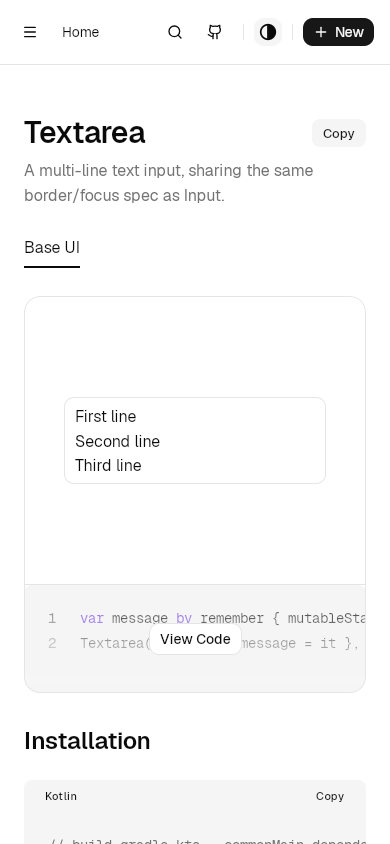 Home
New
Textarea
Copy
A multi-line text input, sharing the same
border/focus spec as Input.
Base UI
First line
Second line
Third line
1 var message by remember { mutableSta
2 Textarea( message = it },
View Code
Installation
Kotlin
Copy